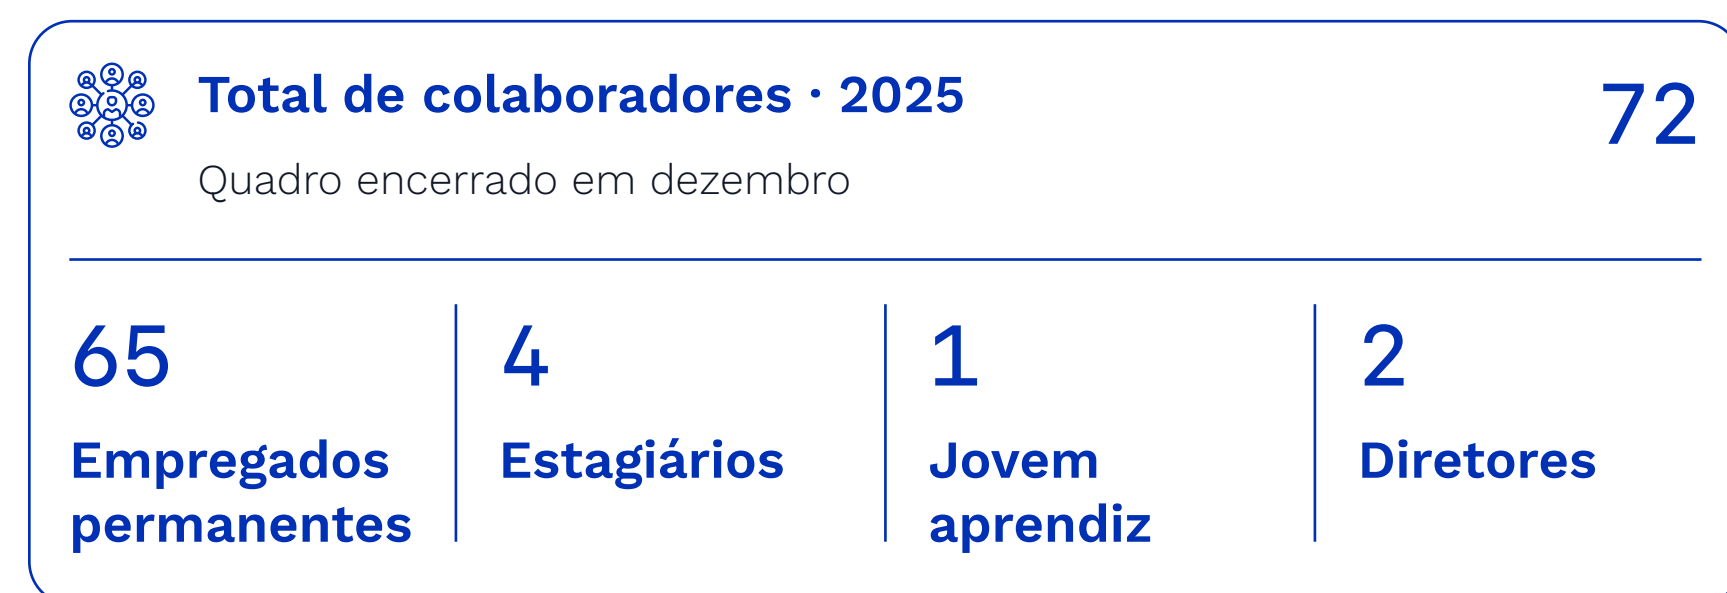 Total de colaboradores · 2025
72
Quadro encerrado em dezembro
65
4
1
2
Empregados
permanentes
Estagiários
Jovem
aprendiz
Diretores